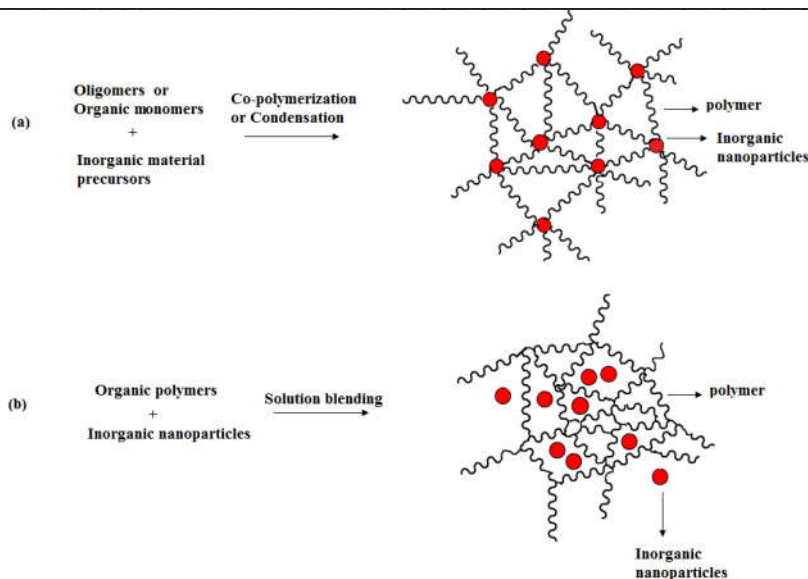 (a)
Oligomers or
Organic monomers
+
Inorganic material
precursors
Co-polymerization
or Condensation
polymer
Inorganic
nanoparticles
(b)
Organic polymers
+
Inorganic nanoparticles
Solution blending
polymer
Inorganic
nanoparticles